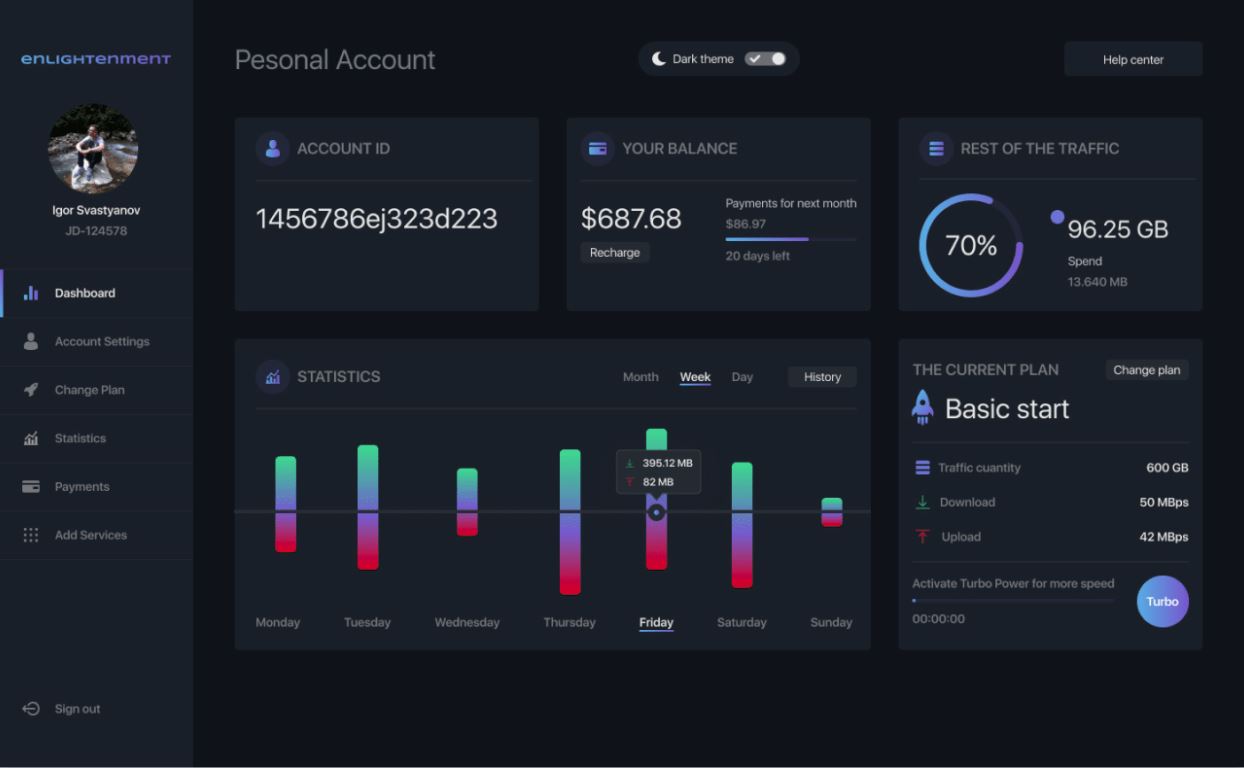 enLIGHTenment
Igor Svastyanov
JD-124578
Dashboard
Account Settings
Change Plan
Statistics
Payments
Add Services
Sign out
Pesonal Account
Dark theme
Help center
ACCOUNT ID
1456786ej323d223
YOUR BALANCE
$687.68
Recharge
Payments for next month
$86.97
20 days left
REST OF THE TRAFFIC
70%
96.25 GB
Spend
13.640 MB
STATISTICS
Month Week Day History
395.12 MB
82 MB
Monday Tuesday Wednesday Thursday Friday Saturday Sunday
THE CURRENT PLAN
Change plan
Basic start
Traffic cuantity 600 GB
Download 50 MBps
Upload 42 MBps
Activate Turbo Power for more speed
00:00:00
Turbo